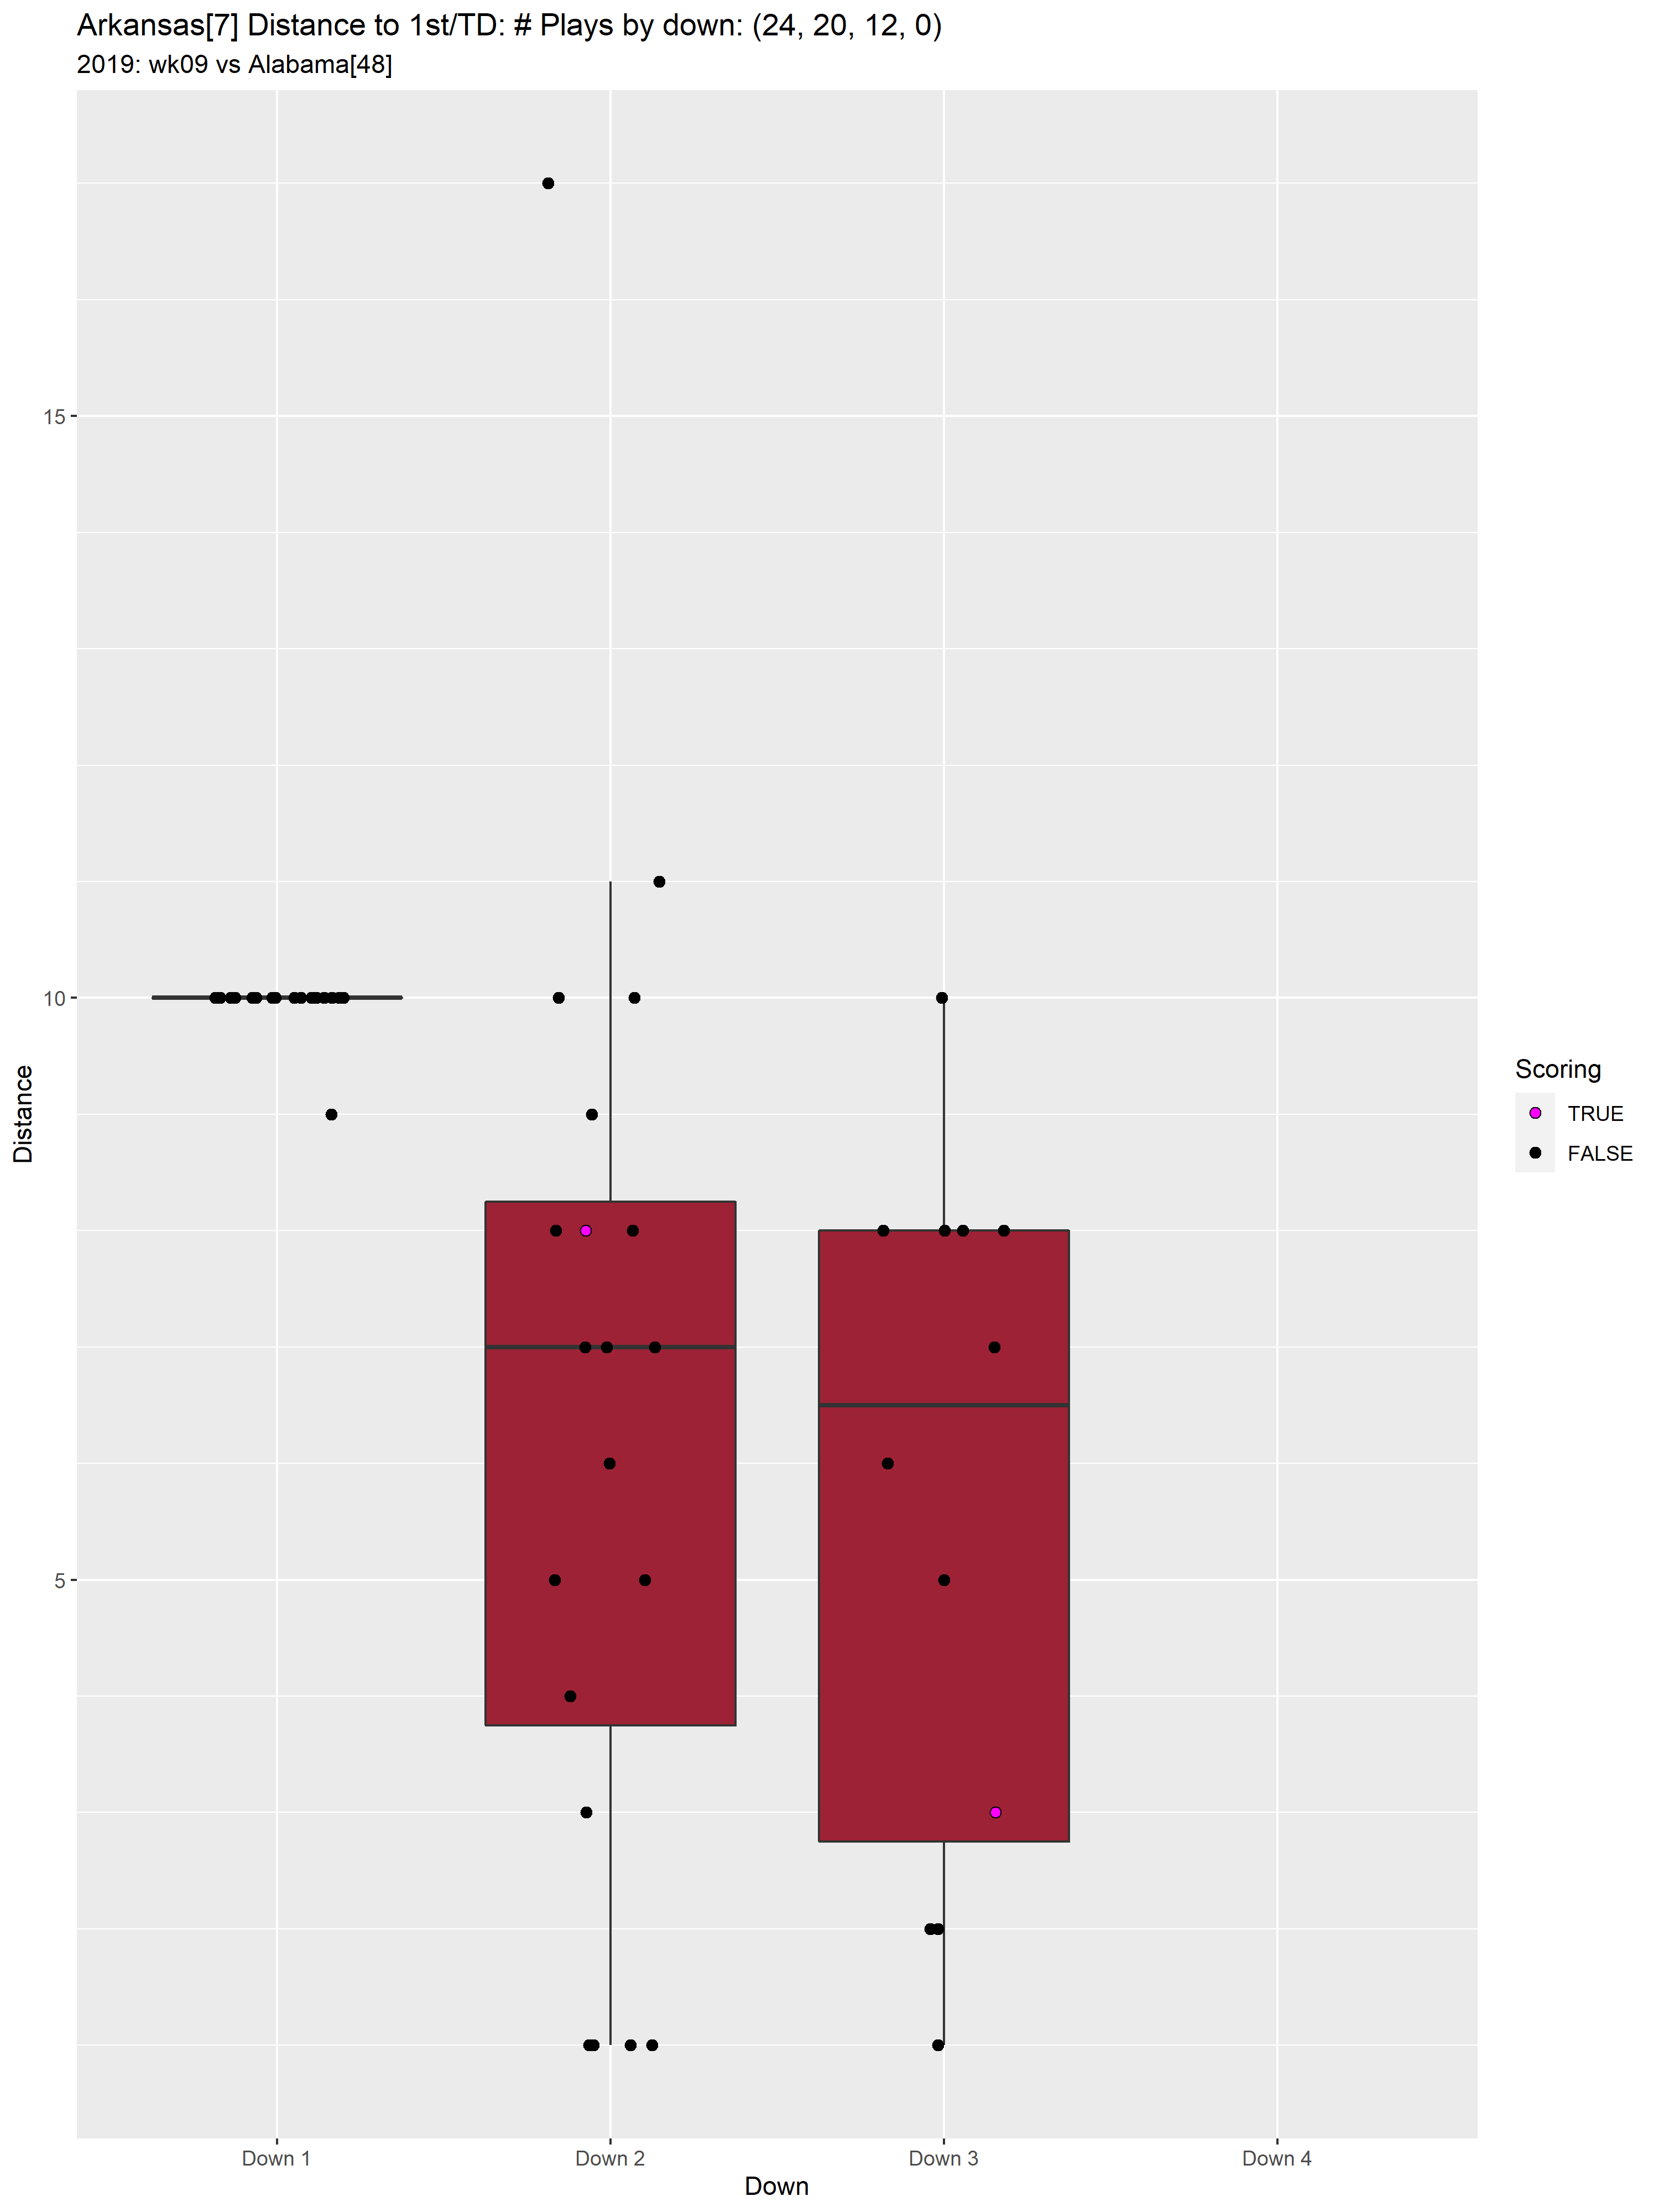 Arkansas[7] Distance to 1st/TD: # Plays by down: (24, 20, 12, 0)
2019: wk09 vs Alabama[48]
15
10
5
Distance
Down 1
Down 2
Down 3
Down 4
Down
Scoring
TRUE
FALSE